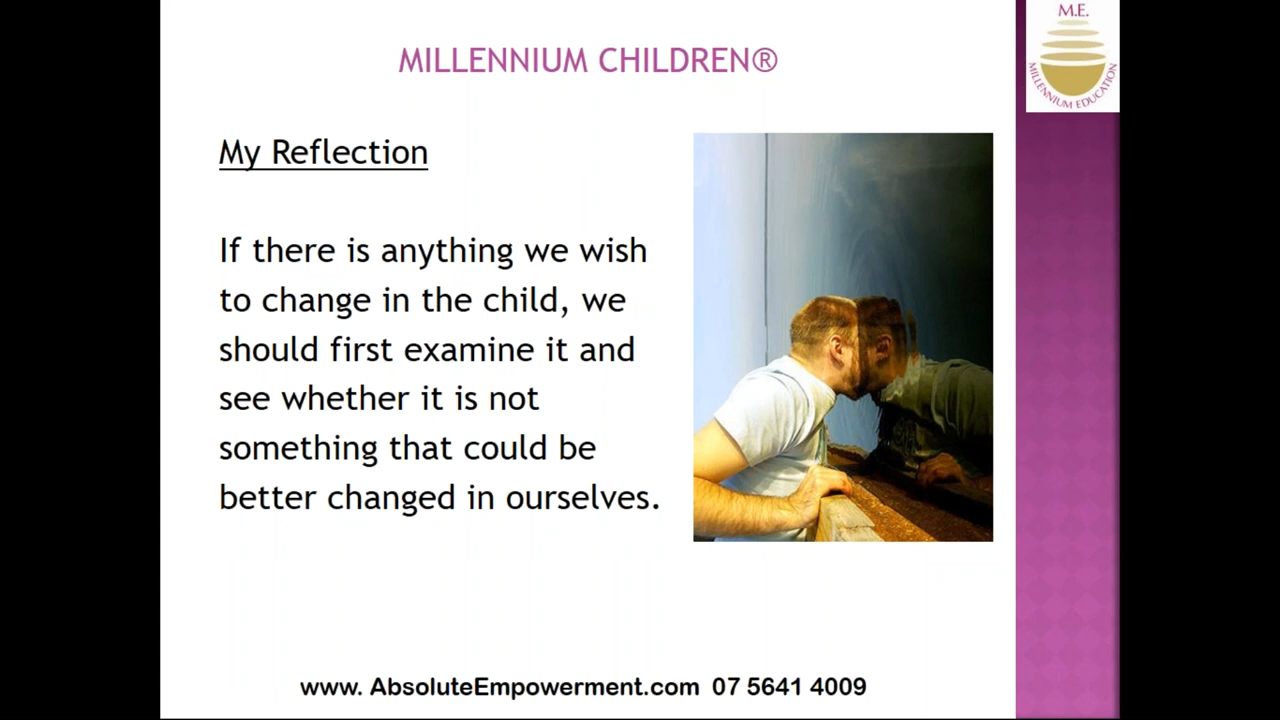 MILLENNIUM CHILDREN®
M.E.
MILLENNIUM EDUCATION
My Reflection
If there is anything we wish
to change in the child, we
should first examine it and
see whether it is not
something that could be
better changed in ourselves.
www. AbsoluteEmpowerment.com 07 5641 4009